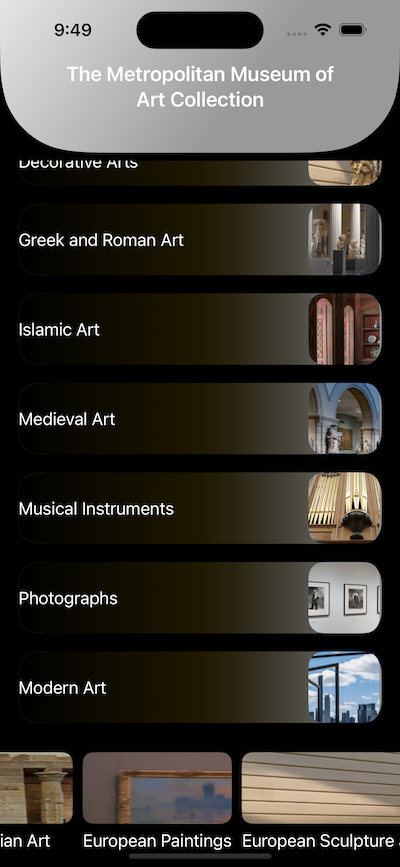 9:49
The Metropolitan Museum of
Art Collection
Decorative Arts
Greek and Roman Art
Islamic Art
Medieval Art
Musical Instruments
Photographs
Modern Art
ian Art European Paintings European Sculpture